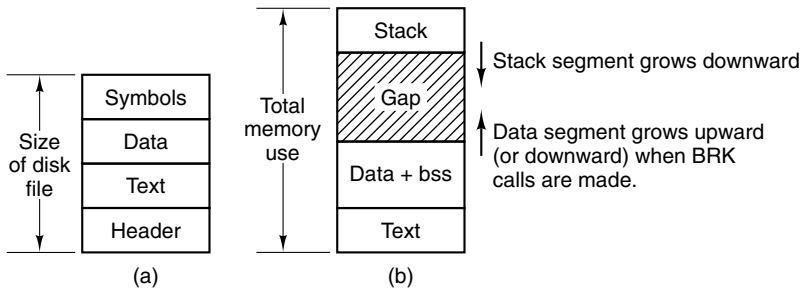 Symbols
Data
Text
Header
Size
of disk
file
(a)
Stack
Gap
Data + bss
Text
Total
memory
use
(b)
Stack segment grows downward
Data segment grows upward
(or downward) when BRK
calls are made.